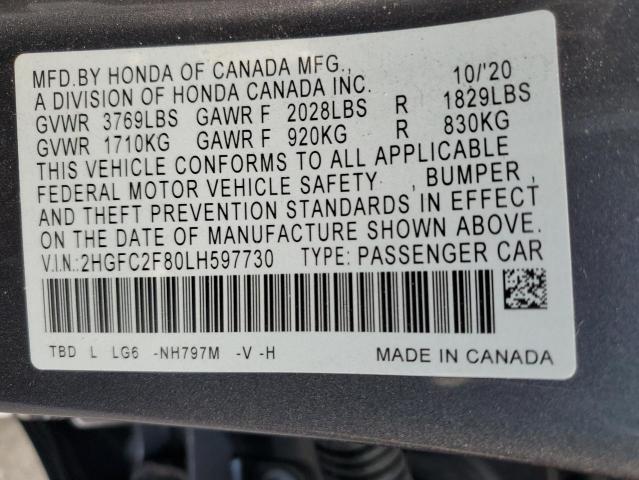 MFD.BY HONDA OF CANADA MFG., 10/'20
A DIVISION OF HONDA CANADA INC.
GVWR 3769LBS GAWR F 2028LBS R 1829LBS
GVWR 1710KG GAWR F 920KG R 830KG
THIS VEHICLE CONFORMS TO ALL APPLICABLE
FEDERAL MOTOR VEHICLE SAFETY , BUMPER ,
AND THEFT PREVENTION STANDARDS IN EFFECT
ON THE DATE OF MANUFACTURE SHOWN ABOVE.
V.I.N.:2HGFC2F80LH597730 TYPE: PASSENGER CAR
TBD L LG6 -NH797M -V -H MADE IN CANADA